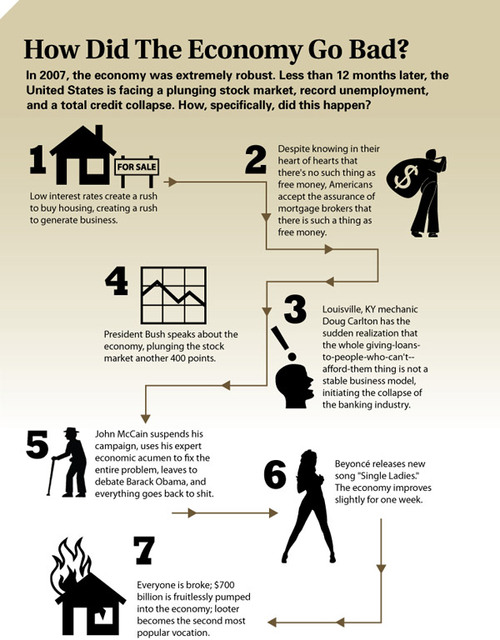 How Did The Economy Go Bad?
In 2007, the economy was extremely robust. Less than 12 months later, the
United States is facing a plunging stock market, record unemployment,
and a total credit collapse. How, specifically, did this happen?
1
FOR SALE
Low interest rates create a rush
to buy housing, creating a rush
to generate business.
2
Despite knowing in their
heart of hearts that
there's no such thing as
free money, Americans
accept the assurance of
mortgage brokers that
there is such a thing as
free money.
$
3
Louisville, KY mechanic
Doug Carlton has the
sudden realization that
the whole giving-loans-
to-people-who-can't--
afford-them thing is not a
stable business model,
initiating the collapse of
the banking industry.
!
4
President Bush speaks about the
economy, plunging the stock
market another 400 points.
5
John McCain suspends his
campaign, uses his expert
economic acumen to fix the
entire problem, leaves to
debate Barack Obama, and
everything goes back to shit.
6
Beyoncé releases new
song "Single Ladies."
The economy improves
slightly for one week.
7
Everyone is broke; $700
billion is fruitlessly pumped
into the economy; looter
becomes the second most
popular vocation.